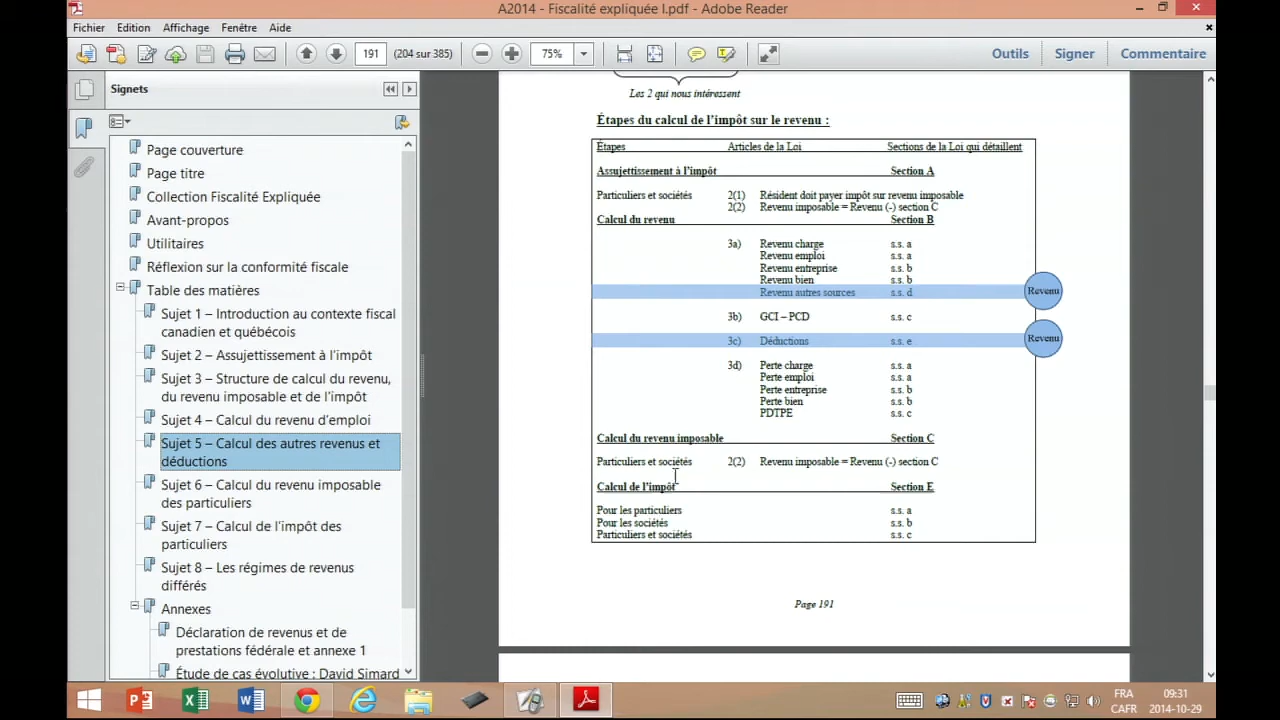 A2014 - Fiscalité expliquée I.pdf - Adobe Reader
Fichier Edition Affichage Fenêtre Aide
191 (204 sur 385) 75% Outils Signer Commentaire
Signets
Page couverture
Page titre
Collection Fiscalité Expliquée
Avant-propos
Utilitaires
Réflexion sur la conformité fiscale
Table des matières
Sujet 1 – Introduction au contexte fiscal
canadien et québécois
Sujet 2 – Assujettissement à l'impôt
Sujet 3 – Structure de calcul du revenu,
du revenu imposable et de l'impôt
Sujet 4 – Calcul du revenu d'emploi
Sujet 5 – Calcul des autres revenus et
déductions
Sujet 6 – Calcul du revenu imposable
des particuliers
Sujet 7 – Calcul de l'impôt des
particuliers
Sujet 8 – Les régimes de revenus
différés
Annexes
Déclaration de revenus et de
prestations fédérale et annexe 1
Étude de cas évolutive : David Simard
Les 2 qui nous intéressent
Étapes du calcul de l'impôt sur le revenu :
Étapes Articles de la Loi Sections de la Loi qui détaillent
Assujettissement à l'impôt Section A
Particuliers et sociétés 2(1) Résident doit payer impôt sur revenu imposable
2(2) Revenu imposable = Revenu (-) section C
Calcul du revenu Section B
3a) Revenu charge s.s. a
Revenu emploi s.s. a
Revenu entreprise s.s. b
Revenu bien s.s. b
Revenu autres sources s.s. d Revenu
3b) GCI – PCD s.s. c
3c) Déductions s.s. e Revenu
3d) Perte charge s.s. a
Perte emploi s.s. a
Perte entreprise s.s. b
Perte bien s.s. b
PDTPE s.s. c
Calcul du revenu imposable Section C
Particuliers et sociétés 2(2) Revenu imposable = Revenu (-) section C
Calcul de l'impôt Section E
Pour les particuliers s.s. a
Pour les sociétés s.s. b
Particuliers et sociétés s.s. c
Page 191
FRA 09:31
CAFR 2014-10-29